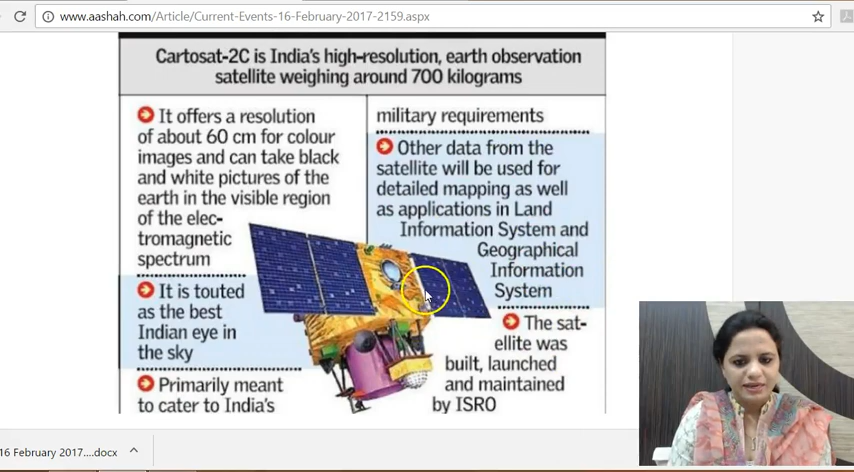 www.aashah.com/Article/Current-Events-16-February-2017-2159.aspx
Cartosat-2C is India's high-resolution, earth observation
satellite weighing around 700 kilograms
It offers a resolution
of about 60 cm for colour
images and can take black
and white pictures of the
earth in the visible region
of the elec-
tromagnetic
spectrum
It is touted
as the best
Indian eye in
the sky
Primarily meant
to cater to India's
military requirements
Other data from the
satellite will be used for
detailed mapping as well
as applications in Land
Information System and
Geographical
Information
System
The sat-
ellite was
built, launched
and maintained
by ISRO
16 February 2017....docx